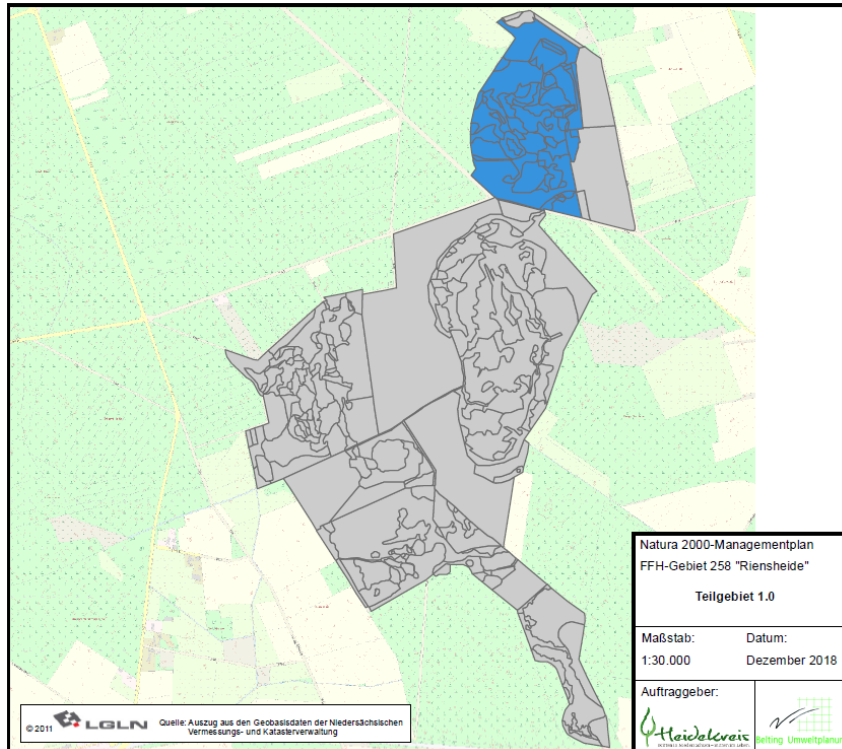 Natura 2000-Managementplan
FFH-Gebiet 258 "Riensheide"
Teilgebiet 1.0
Maßstab: Datum:
1:30.000 Dezember 2018
Auftraggeber:
Heidekreis
Belting Umweltplanun
© 2011 LGLN Quelle: Auszug aus den Geobasisdaten der Niedersächsischen
Vermessungs- und Katasterverwaltung